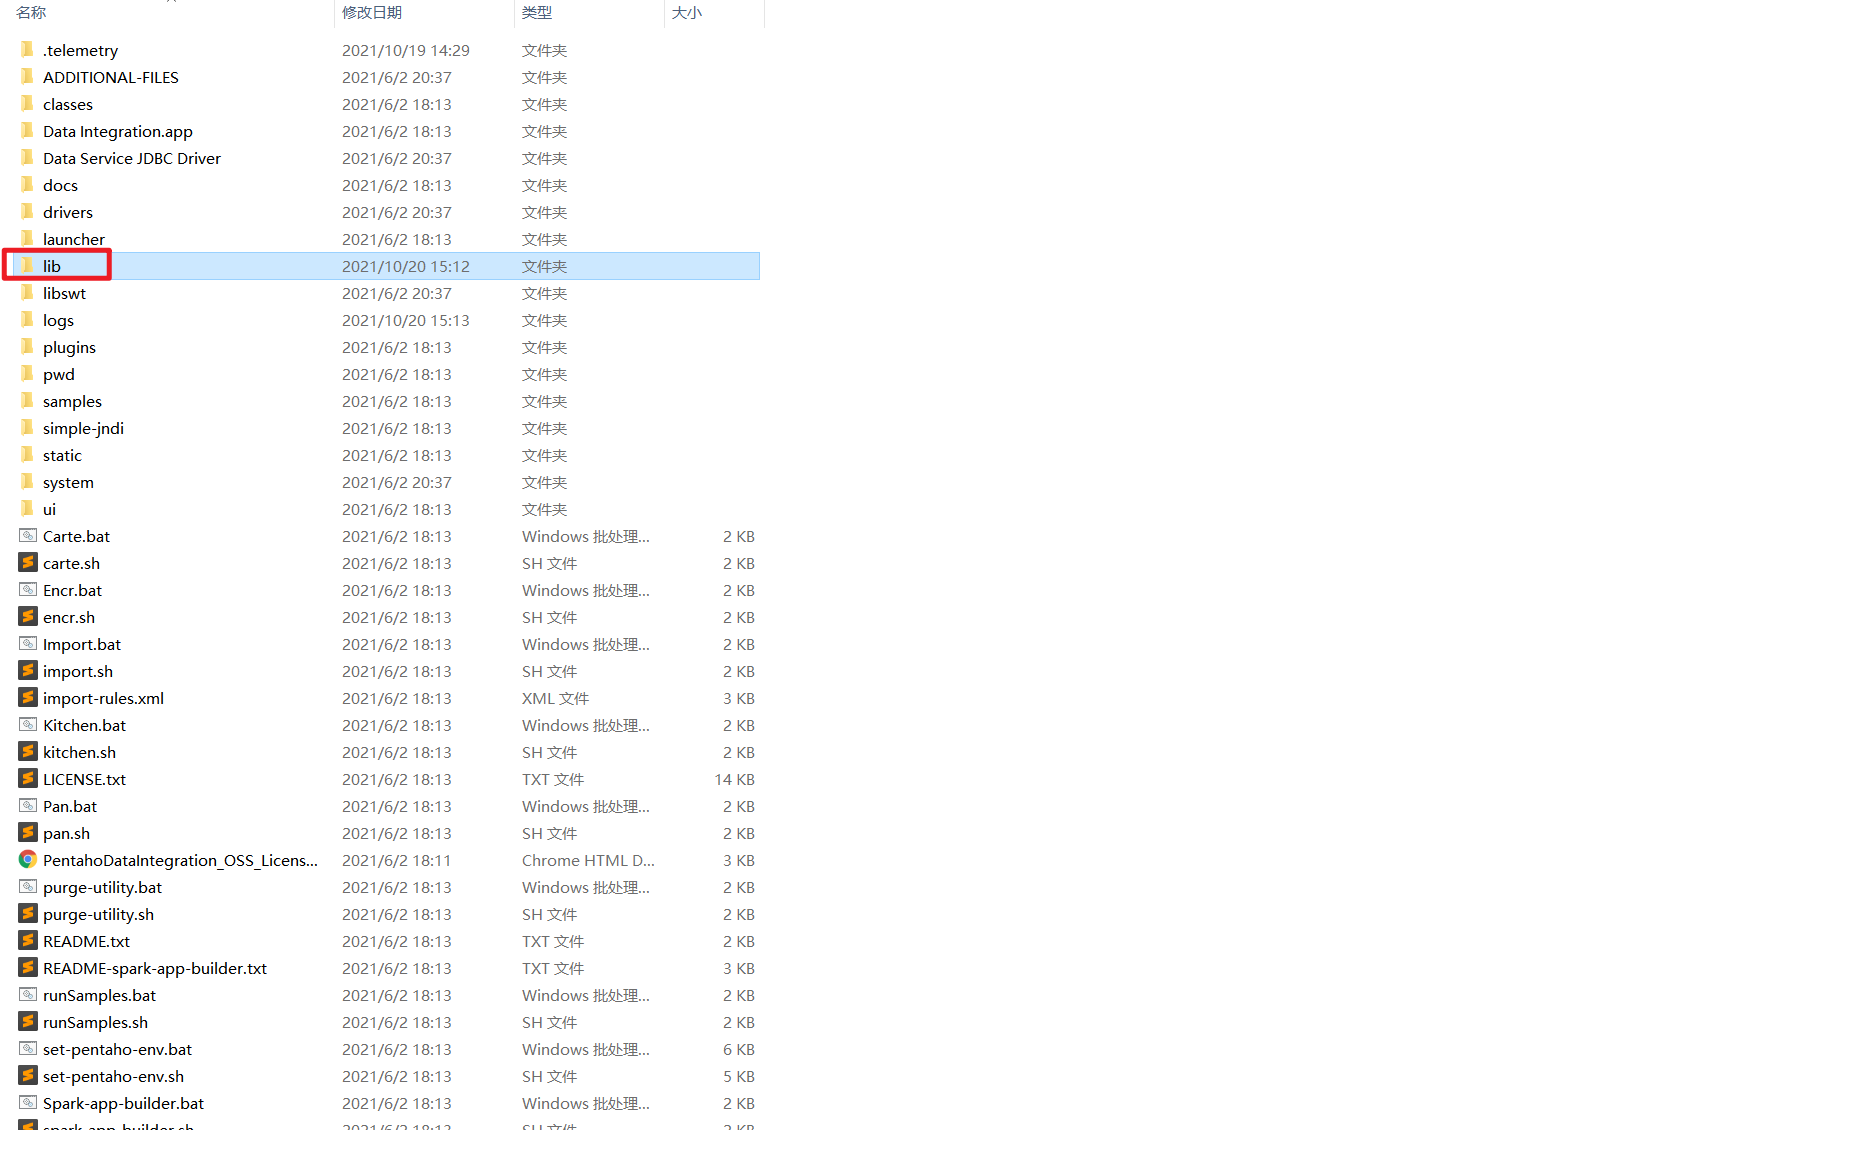 名称 修改日期 类型 大小
.telemetry 2021/10/19 14:29 文件夹
ADDITIONAL-FILES 2021/6/2 20:37 文件夹
classes 2021/6/2 18:13 文件夹
Data Integration.app 2021/6/2 18:13 文件夹
Data Service JDBC Driver 2021/6/2 20:37 文件夹
docs 2021/6/2 18:13 文件夹
drivers 2021/6/2 20:37 文件夹
launcher 2021/6/2 18:13 文件夹
lib 2021/10/20 15:12 文件夹
libswt 2021/6/2 20:37 文件夹
logs 2021/10/20 15:13 文件夹
plugins 2021/6/2 18:13 文件夹
pwd 2021/6/2 18:13 文件夹
samples 2021/6/2 18:13 文件夹
simple-jndi 2021/6/2 18:13 文件夹
static 2021/6/2 18:13 文件夹
system 2021/6/2 20:37 文件夹
ui 2021/6/2 18:13 文件夹
Carte.bat 2021/6/2 18:13 Windows 批处理... 2 KB
carte.sh 2021/6/2 18:13 SH 文件 2 KB
Encr.bat 2021/6/2 18:13 Windows 批处理... 2 KB
encr.sh 2021/6/2 18:13 SH 文件 2 KB
Import.bat 2021/6/2 18:13 Windows 批处理... 2 KB
import.sh 2021/6/2 18:13 SH 文件 2 KB
import-rules.xml 2021/6/2 18:13 XML 文件 3 KB
Kitchen.bat 2021/6/2 18:13 Windows 批处理... 2 KB
kitchen.sh 2021/6/2 18:13 SH 文件 2 KB
LICENSE.txt 2021/6/2 18:13 TXT 文件 14 KB
Pan.bat 2021/6/2 18:13 Windows 批处理... 2 KB
pan.sh 2021/6/2 18:13 SH 文件 2 KB
PentahoDataIntegration_OSS_Licens... 2021/6/2 18:11 Chrome HTML D... 3 KB
purge-utility.bat 2021/6/2 18:13 Windows 批处理... 2 KB
purge-utility.sh 2021/6/2 18:13 SH 文件 2 KB
README.txt 2021/6/2 18:13 TXT 文件 2 KB
README-spark-app-builder.txt 2021/6/2 18:13 TXT 文件 3 KB
runSamples.bat 2021/6/2 18:13 Windows 批处理... 2 KB
runSamples.sh 2021/6/2 18:13 SH 文件 2 KB
set-pentaho-env.bat 2021/6/2 18:13 Windows 批处理... 6 KB
set-pentaho-env.sh 2021/6/2 18:13 SH 文件 5 KB
Spark-app-builder.bat 2021/6/2 18:13 Windows 批处理... 2 KB
spark-app-builder.sh 2021/6/2 18:13 SH 文件 2 KB